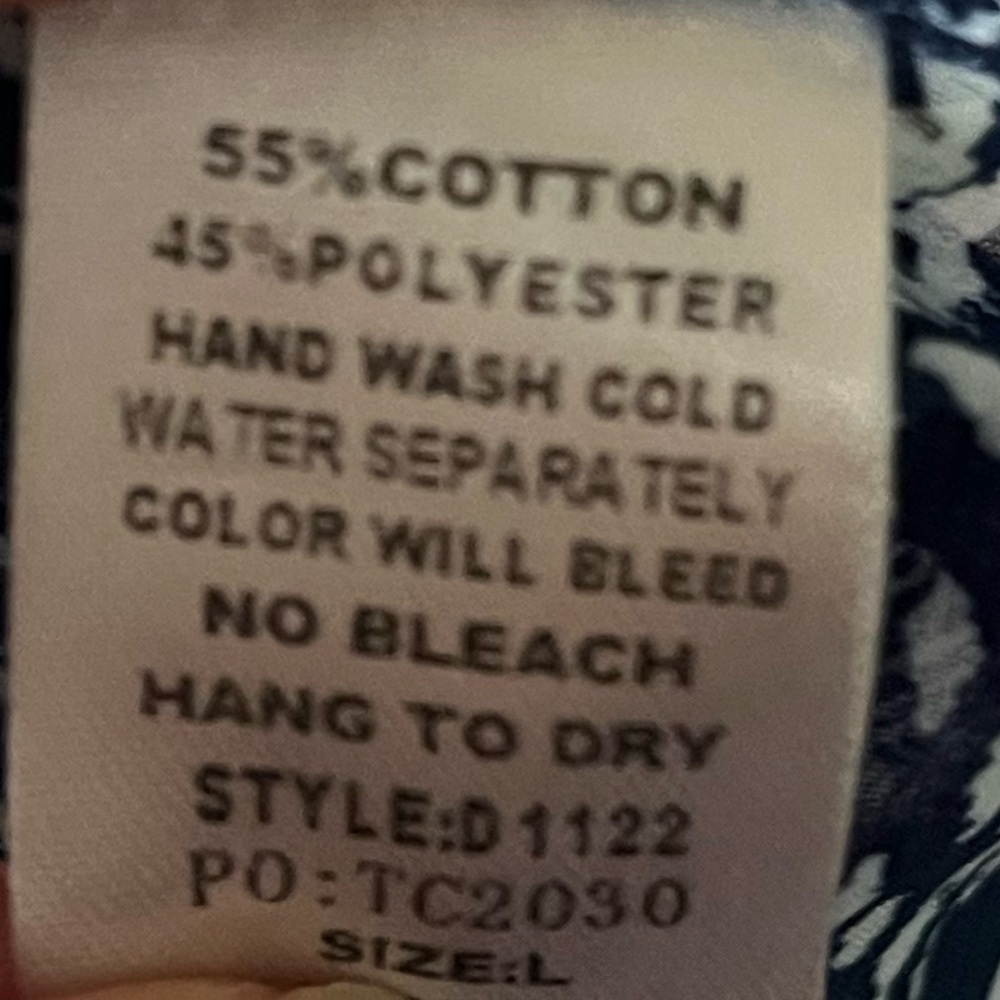 55%COTTON
45%POLYESTER
HAND WASH COLD
WATER SEPARATELY
COLOR WILL BLEED
NO BLEACH
HANG TO DRY
STYLE:D1122
PO:TC2030
SIZE:L